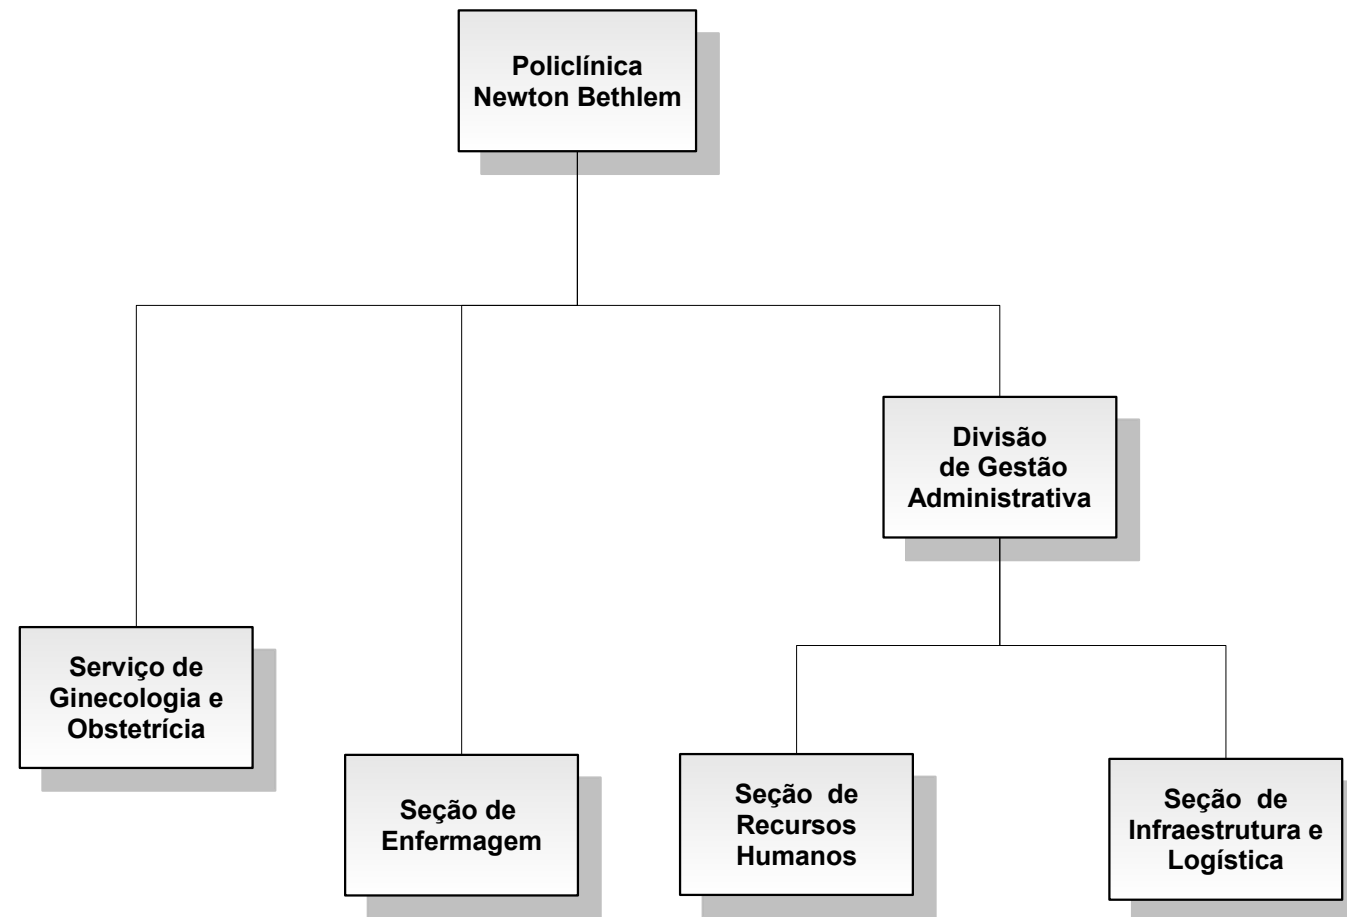 Policlínica
Newton Bethlem
Divisão
de Gestão
Administrativa
Serviço de
Ginecologia e
Obstetrícia
Seção de
Enfermagem
Seção de
Recursos
Humanos
Seção de
Infraestrutura e
Logística